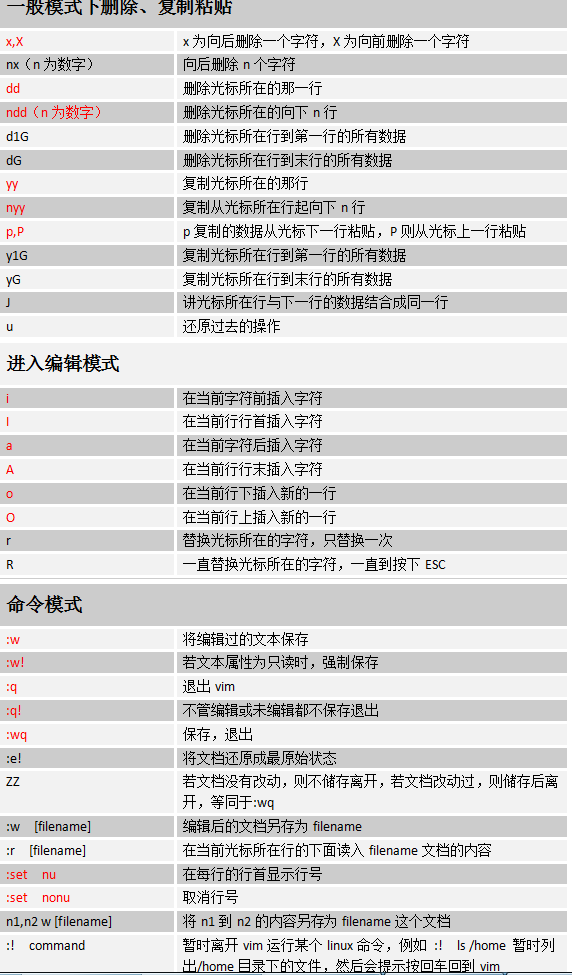 一般模式下删除、复制粘贴
x,X x 为向后删除一个字符，X 为向前删除一个字符
nx（n 为数字） 向后删除 n 个字符
dd 删除光标所在的那一行
ndd（n 为数字） 删除光标所在的向下 n 行
d1G 删除光标所在行到第一行的所有数据
dG 删除光标所在行到末行的所有数据
yy 复制光标所在的那行
nyy 复制从光标所在行起向下 n 行
p,P p 复制的数据从光标下一行粘贴，P 则从光标上一行粘贴
y1G 复制光标所在行到第一行的所有数据
yG 复制光标所在行到末行的所有数据
J 讲光标所在行与下一行的数据结合成同一行
u 还原过去的操作
进入编辑模式
i 在当前字符前插入字符
I 在当前行行首插入字符
a 在当前字符后插入字符
A 在当前行行末插入字符
o 在当前行下插入新的一行
O 在当前行上插入新的一行
r 替换光标所在的字符，只替换一次
R 一直替换光标所在的字符，一直到按下 ESC
命令模式
:w 将编辑过的文本保存
:w! 若文本属性为只读时，强制保存
:q 退出 vim
:q! 不管编辑或未编辑都不保存退出
:wq 保存，退出
:e! 将文档还原成最原始状态
ZZ 若文档没有改动，则不储存离开，若文档改动过，则储存后离
开，等同于:wq
:w [filename] 编辑后的文档另存为 filename
:r [filename] 在当前光标所在行的下面读入 filename 文档的内容
:set nu 在每行的行首显示行号
:set nonu 取消行号
n1,n2 w [filename] 将 n1 到 n2 的内容另存为 filename 这个文档
:! command 暂时离开 vim 运行某个 linux 命令，例如 :! ls /home 暂时列
出/home 目录下的文件，然后会提示按回车回到 vim